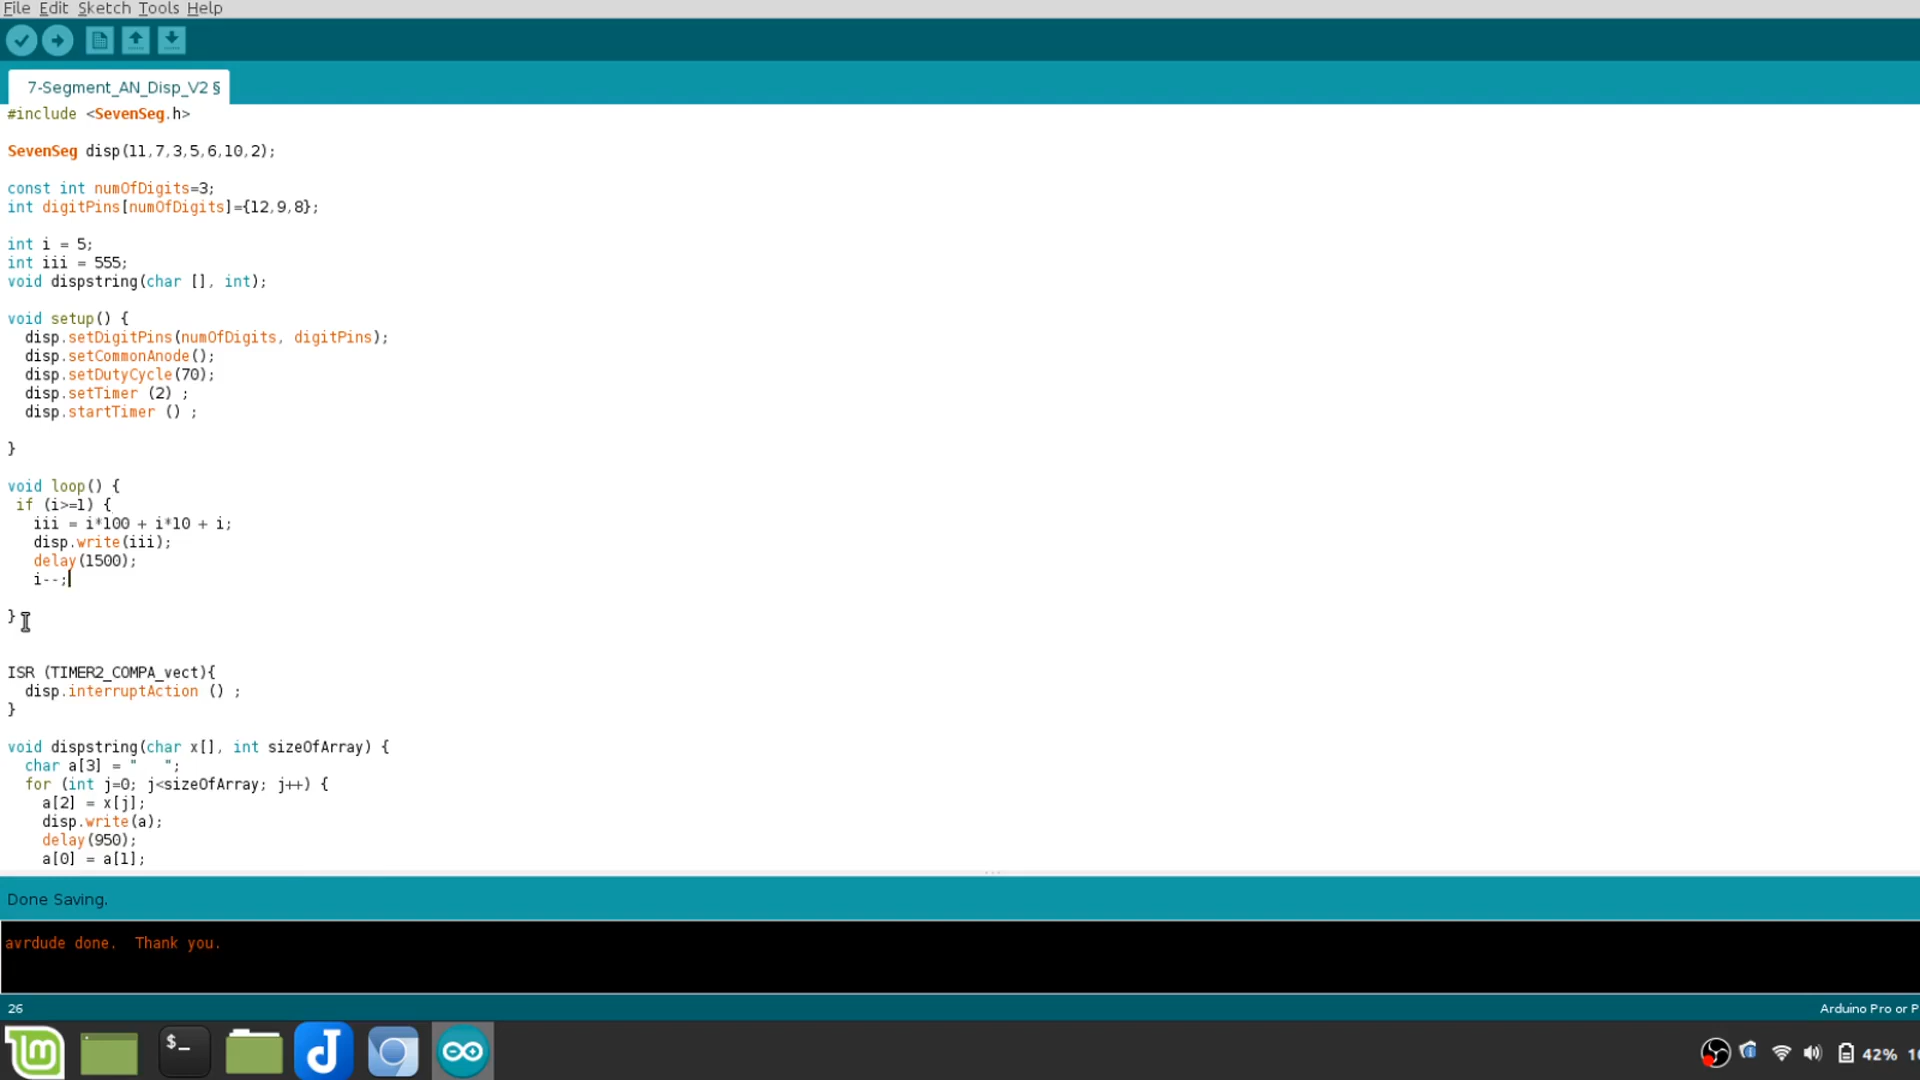 File Edit Sketch Tools Help
7-Segment_AN_Disp_V2 §
#include <SevenSeg.h>
SevenSeg disp(11,7,3,5,6,10,2);
const int numOfDigits=3;
int digitPins[numOfDigits]={12,9,8};
int i = 5;
int iii = 555;
void dispstring(char [], int);
void setup() {
  disp.setDigitPins(numOfDigits, digitPins);
  disp.setCommonAnode();
  disp.setDutyCycle(70);
  disp.setTimer (2) ;
  disp.startTimer () ;
}
void loop() {
 if (i>=1) {
   iii = i*100 + i*10 + i;
   disp.write(iii);
   delay(1500);
   i--;
}
ISR (TIMER2_COMPA_vect){
  disp.interruptAction () ;
}
void dispstring(char x[], int sizeOfArray) {
  char a[3] = "   ";
  for (int j=0; j<sizeOfArray; j++) {
    a[2] = x[j];
    disp.write(a);
    delay(950);
    a[0] = a[1];
Done Saving.
avrdude done.  Thank you.
26
Arduino Pro or P
$_
42%